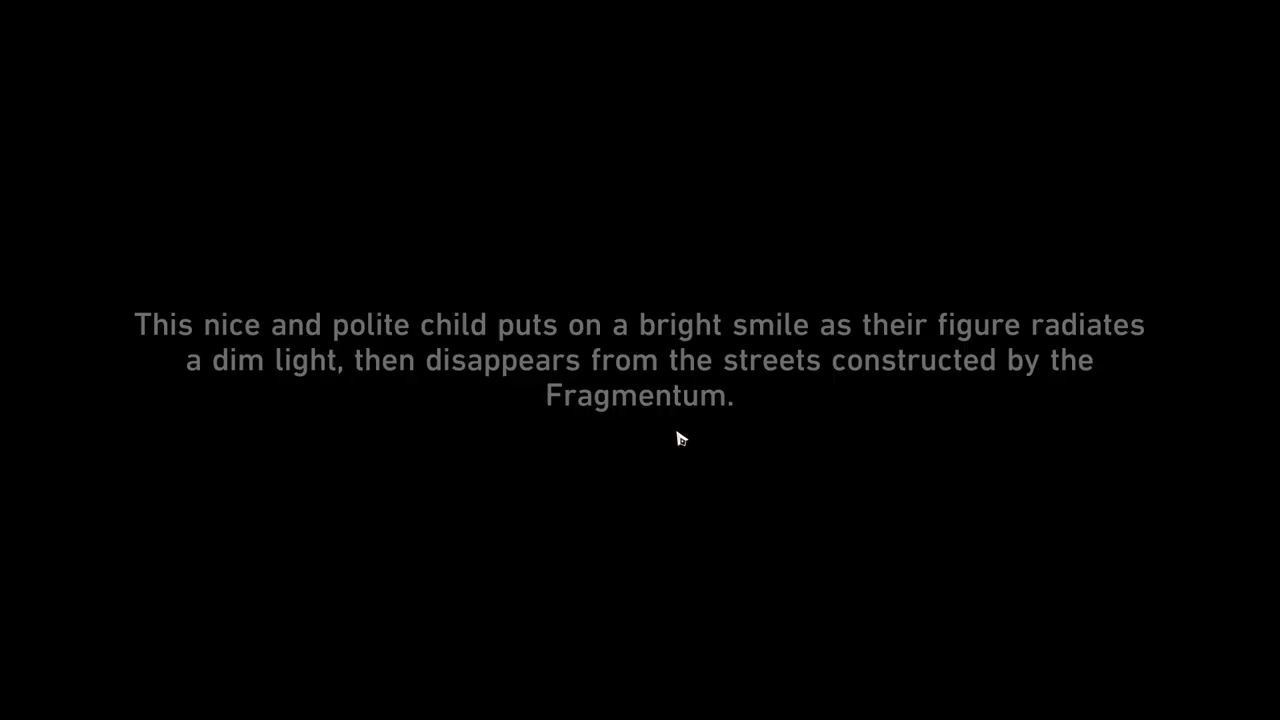 This nice and polite child puts on a bright smile as their figure radiates
a dim light, then disappears from the streets constructed by the
Fragmentum.